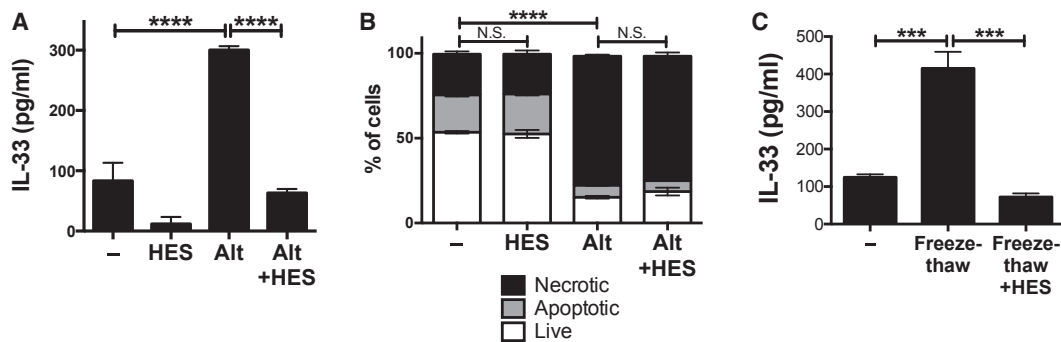 A
IL-33 (pg/ml)
300
200
100
0
**** ****
– HES Alt Alt
+HES
B
% of cells
100
50
0
****
N.S. N.S.
– HES Alt Alt
+HES
Necrotic
Apoptotic
Live
C
IL-33 (pg/ml)
500
400
300
200
100
0
*** ***
– Freeze- Freeze-
thaw thaw
+HES